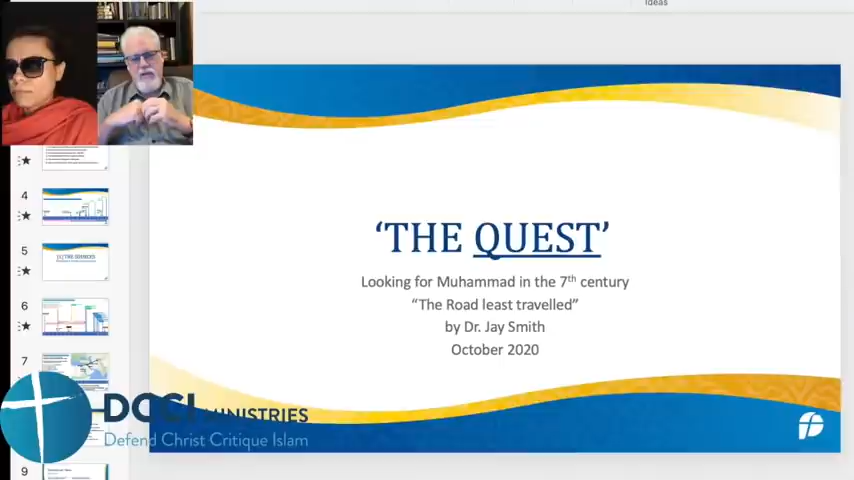 Ideas
4
5
6
7
9
‘THE QUEST’
Looking for Muhammad in the 7th century
“The Road least travelled”
by Dr. Jay Smith
October 2020
DCCI MINISTRIES
Defend Christ Critique Islam